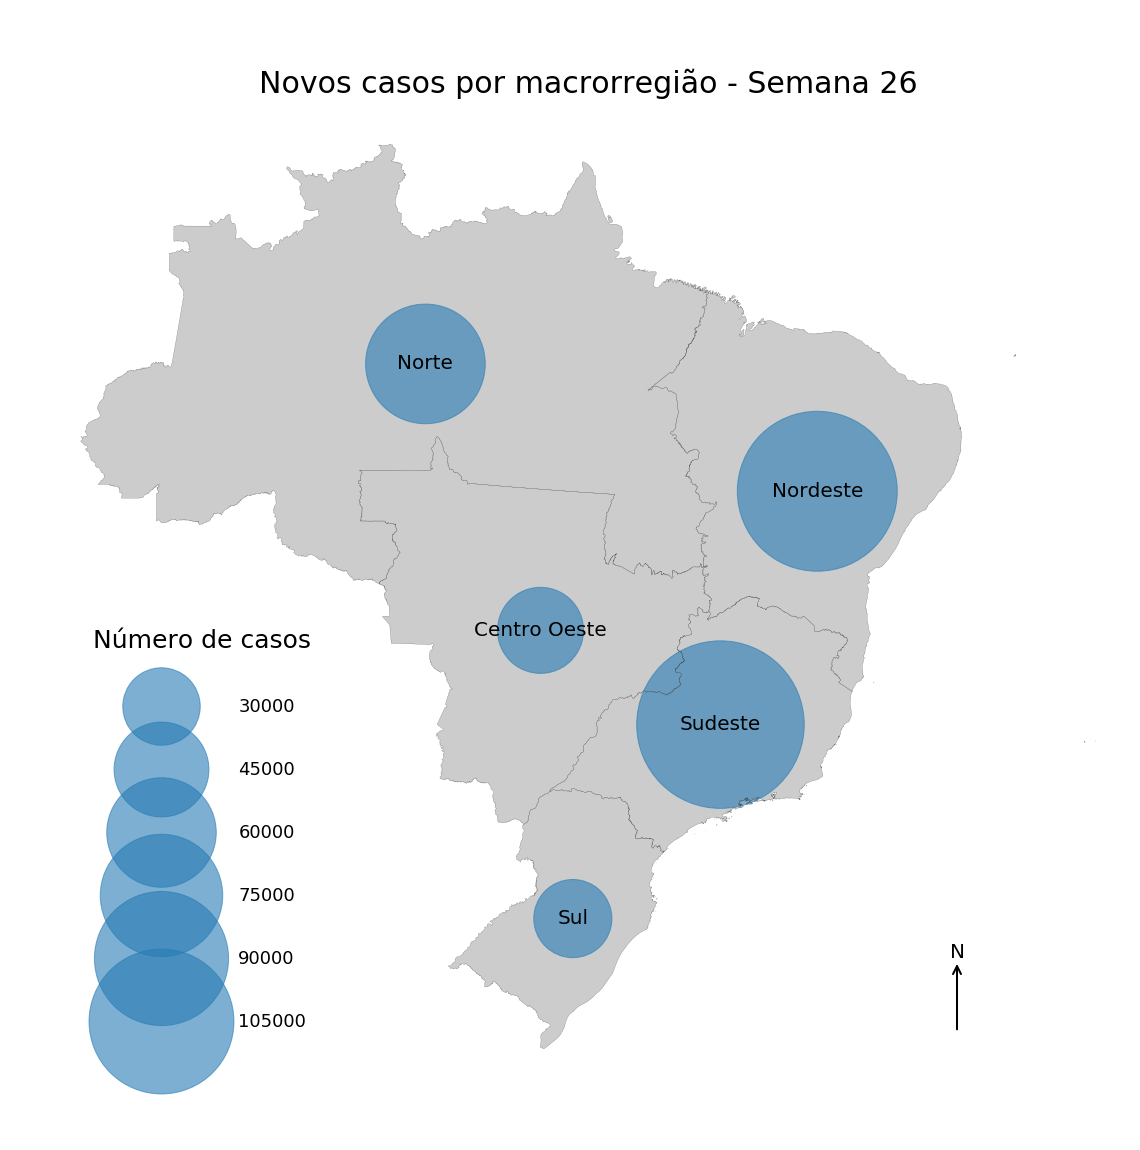 Novos casos por macrorregião - Semana 26
Norte
Nordeste
Centro Oeste
Sudeste
Sul
Número de casos
30000
45000
60000
75000
90000
105000
N